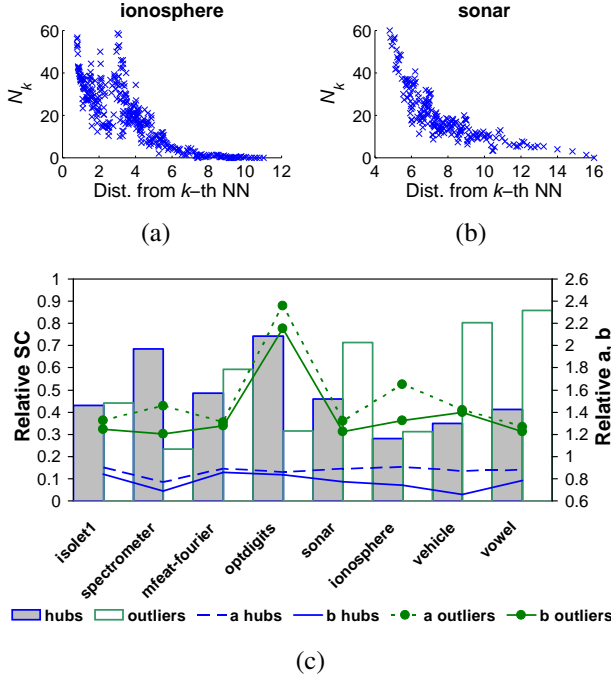 ionosphere
60
40
20
0
N_k
0 2 4 6 8 10 12
Dist. from k–th NN
(a)
sonar
60
40
20
0
N_k
4 6 8 10 12 14 16
Dist. from k–th NN
(b)
1
0.9
0.8
0.7
0.6
0.5
0.4
0.3
0.2
0.1
0
Relative SC
2.6
2.4
2.2
2
1.8
1.6
1.4
1.2
1
0.8
0.6
Relative a, b
isolet1
spectrometer
mfeat-fourier
optdigits
sonar
ionosphere
vehicle
vowel
hubs outliers a hubs b hubs a outliers b outliers
(c)